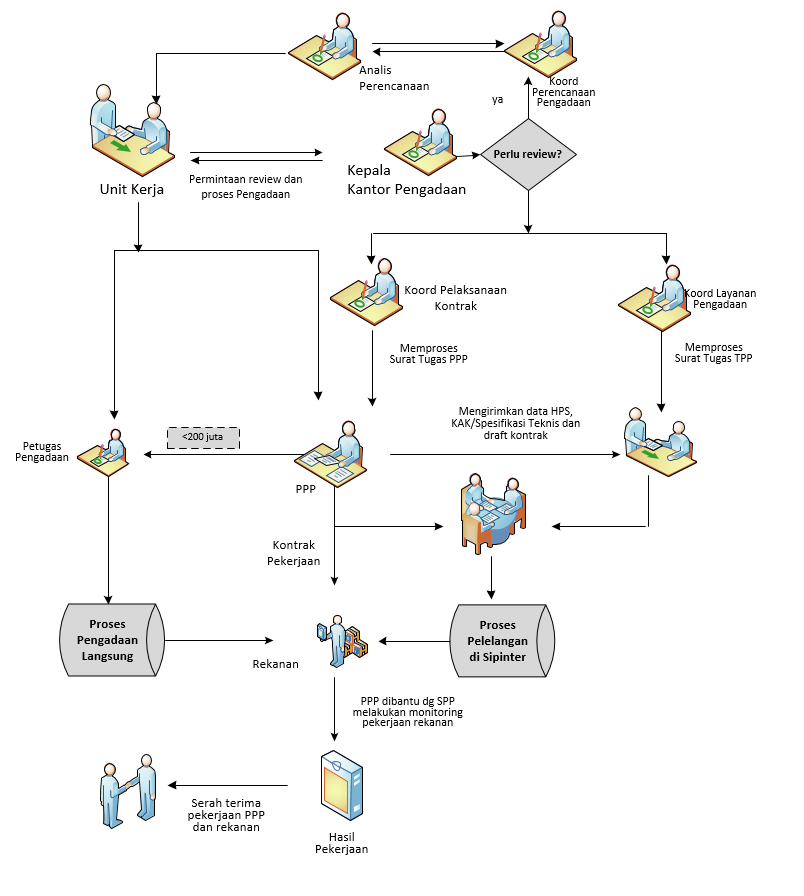 Analis
Perencanaan
Koord
Perencanaan
Pengadaan
ya
Perlu review?
Unit Kerja
Permintaan review dan
proses Pengadaan
Kepala
Kantor Pengadaan
Koord Pelaksanaan
Kontrak
Koord Layanan
Pengadaan
Memproses
Surat Tugas PPP
Memproses
Surat Tugas TPP
Petugas
Pengadaan
<200 juta
Mengirimkan data HPS,
KAK/Spesifikasi Teknis dan
draft kontrak
PPP
Kontrak
Pekerjaan
Proses
Pengadaan
Langsung
Rekanan
Proses
Pelelangan
di Sipinter
PPP dibantu dg SPP
melakukan monitoring
pekerjaan rekanan
Serah terima
pekerjaan PPP
dan rekanan
Hasil
Pekerjaan